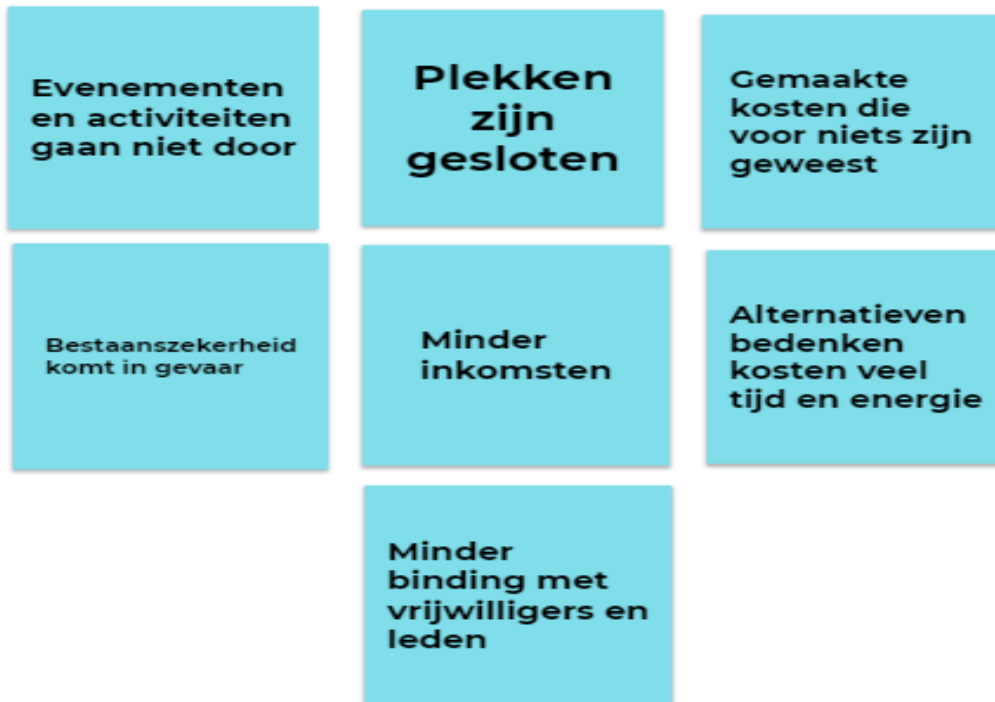 Evenementen
en activiteiten
gaan niet door
Plekken
zijn
gesloten
Gemaakte
kosten die
voor niets zijn
geweest
Bestaanszekerheid
komt in gevaar
Minder
inkomsten
Alternatieven
bedenken
kosten veel
tijd en energie
Minder
binding met
vrijwilligers en
leden